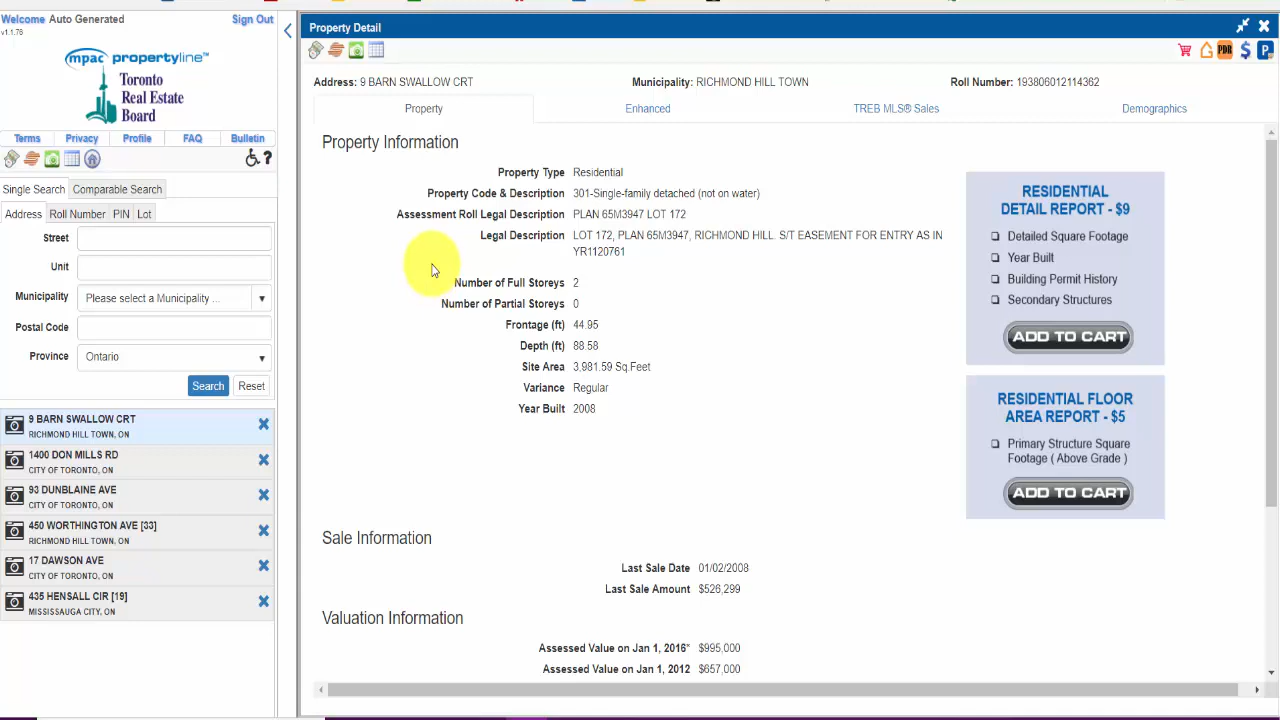 Welcome Auto Generated
Sign Out
v1.1.78
mpac propertyline™
Toronto
Real Estate
Board
Terms
Privacy
Profile
FAQ
Bulletin
Single Search
Comparable Search
Address
Roll Number
PIN
Lot
Street
Unit
Municipality
Please select a Municipality ...
Postal Code
Province
Ontario
Search
Reset
9 BARN SWALLOW CRT
RICHMOND HILL TOWN, ON
1400 DON MILLS RD
CITY OF TORONTO, ON
93 DUNBLAINE AVE
CITY OF TORONTO, ON
450 WORTHINGTON AVE [33]
RICHMOND HILL TOWN, ON
17 DAWSON AVE
CITY OF TORONTO, ON
435 HENSALL CIR [19]
MISSISSAUGA CITY, ON
Property Detail
PDR
Address: 9 BARN SWALLOW CRT
Municipality: RICHMOND HILL TOWN
Roll Number: 193806012114362
Property
Enhanced
TREB MLS® Sales
Demographics
Property Information
Property Type Residential
Property Code & Description 301-Single-family detached (not on water)
Assessment Roll Legal Description PLAN 65M3947 LOT 172
Legal Description LOT 172, PLAN 65M3947, RICHMOND HILL. S/T EASEMENT FOR ENTRY AS IN
YR1120761
Number of Full Storeys 2
Number of Partial Storeys 0
Frontage (ft) 44.95
Depth (ft) 88.58
Site Area 3,981.59 Sq.Feet
Variance Regular
Year Built 2008
RESIDENTIAL
DETAIL REPORT - $9
Detailed Square Footage
Year Built
Building Permit History
Secondary Structures
ADD TO CART
RESIDENTIAL FLOOR
AREA REPORT - $5
Primary Structure Square
Footage ( Above Grade )
ADD TO CART
Sale Information
Last Sale Date 01/02/2008
Last Sale Amount $526,299
Valuation Information
Assessed Value on Jan 1, 2016* $995,000
Assessed Value on Jan 1, 2012 $657,000